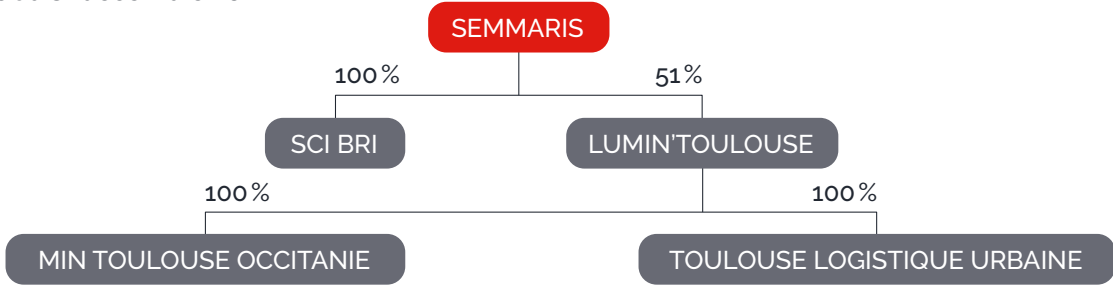 SEMMARIS
100 %
51 %
SCI BRI
LUMIN'TOULOUSE
100 %
100 %
MIN TOULOUSE OCCITANIE
TOULOUSE LOGISTIQUE URBAINE